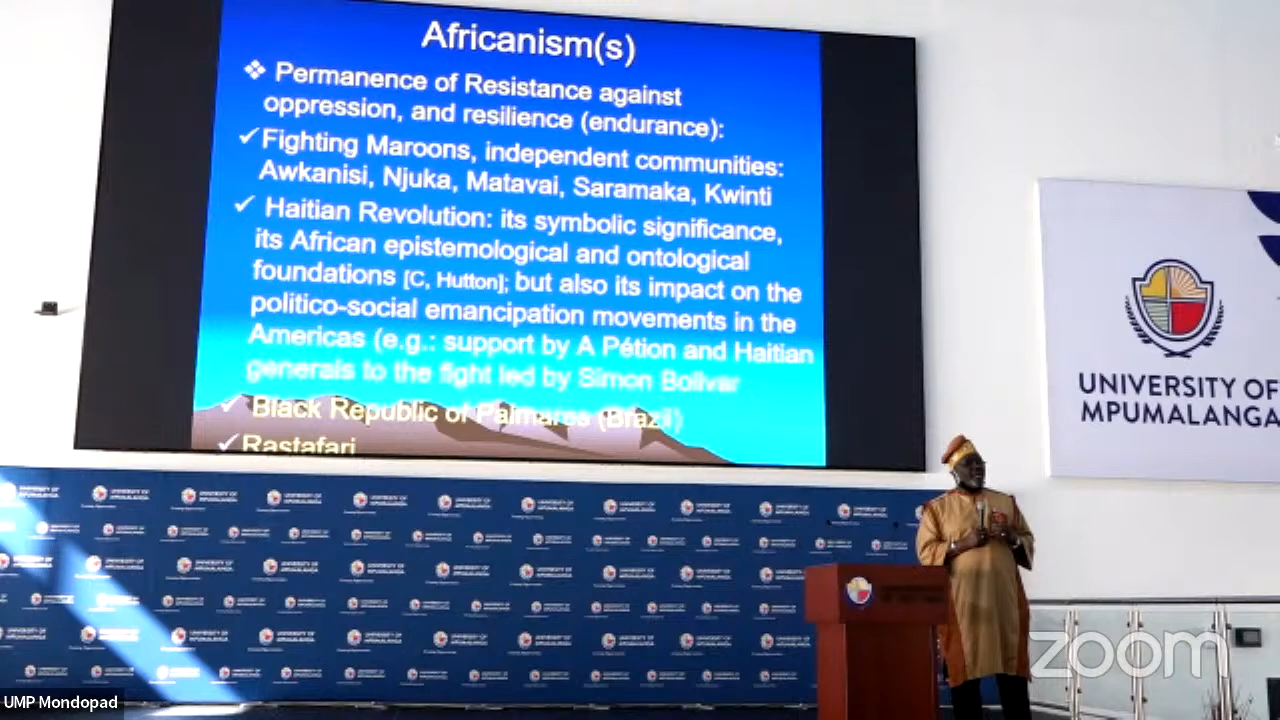 Africanism(s)
❖ Permanence of Resistance against
oppression, and resilience (endurance):
✓Fighting Maroons, independent communities:
Awkanisi, Njuka, Matavai, Saramaka, Kwinti
✓ Haitian Revolution: its symbolic significance,
its African epistemological and ontological
foundations [C, Hutton]; but also its impact on the
politico-social emancipation movements in the
Americas (e.g.: support by A Pétion and Haitian
generals to the fight led by Simon Bolivar
✓ Black Republic of Palmares (Brazil)
✓Rastafari
UNIVERSITY OF
MPUMALANGA
zoom
UMP Mondopad